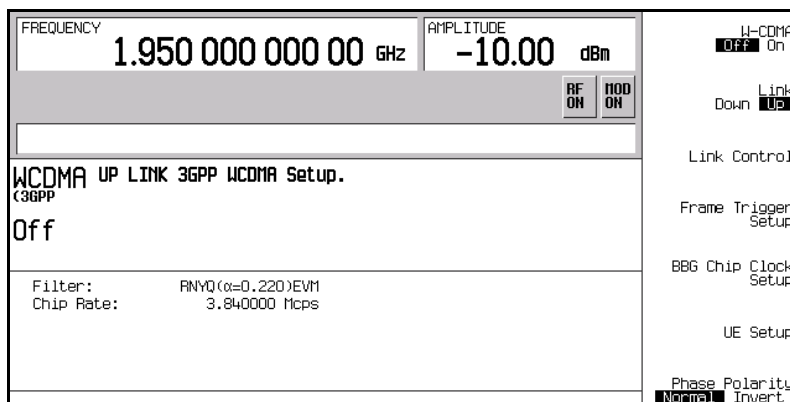 FREQUENCY
1.950 000 000 00 GHz
AMPLITUDE
-10.00 dBm
RF ON
MOD ON
WCDMA UP LINK 3GPP WCDMA Setup.
(3GPP
Off
Filter: RNYQ(α=0.220)EVM
Chip Rate: 3.840000 Mcps
W-CDMA
Off On
Link
Down Up
Link Control
Frame Trigger
Setup
BBG Chip Clock
Setup
UE Setup
Phase Polarity
Normal Invert